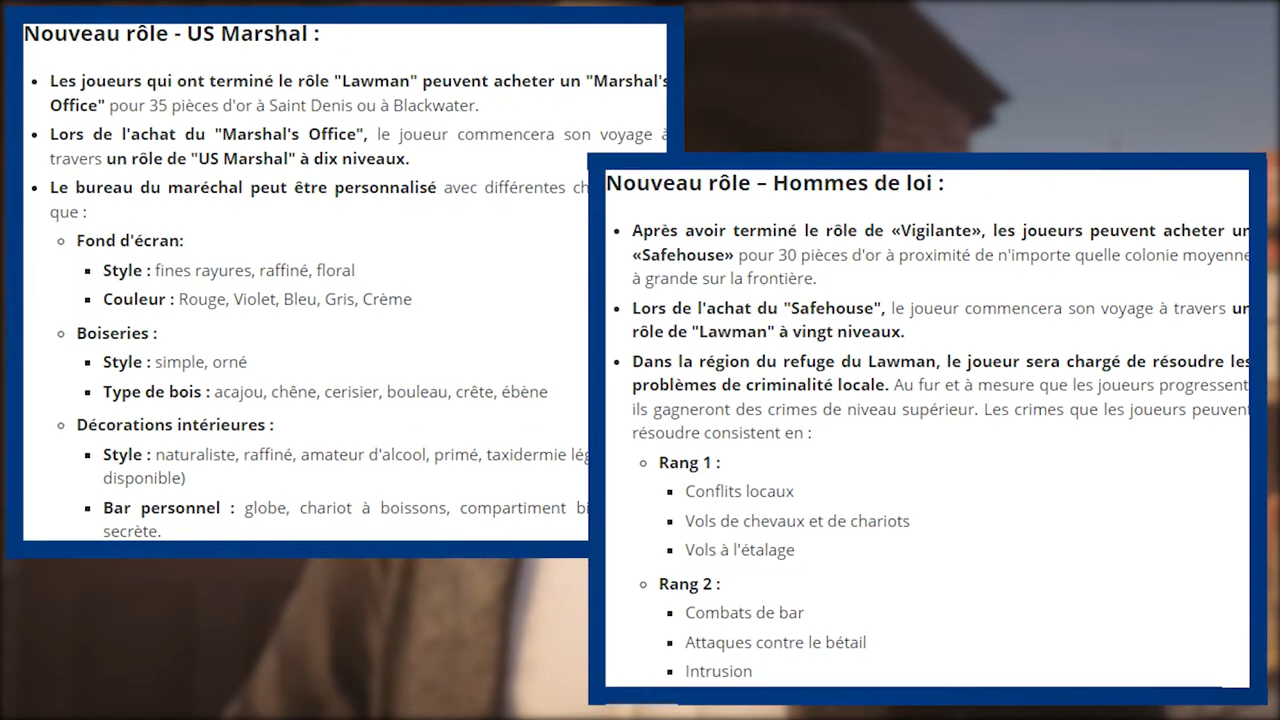 Nouveau rôle - US Marshal :
Les joueurs qui ont terminé le rôle "Lawman" peuvent acheter un "Marshal's
Office" pour 35 pièces d'or à Saint Denis ou à Blackwater.
Lors de l'achat du "Marshal's Office", le joueur commencera son voyage à
travers un rôle de "US Marshal" à dix niveaux.
Le bureau du maréchal peut être personnalisé avec différentes
que :
Fond d'écran:
Style : fines rayures, raffiné, floral
Couleur : Rouge, Violet, Bleu, Gris, Crème
Boiseries :
Style : simple, orné
Type de bois : acajou, chêne, cerisier, bouleau, crête, ébène
Décorations intérieures :
Style : naturaliste, raffiné, amateur d'alcool, primé, taxidermie
disponible)
Bar personnel : globe, chariot à boissons, compartiment
secrète.
Nouveau rôle – Hommes de loi :
Après avoir terminé le rôle de «Vigilante», les joueurs peuvent acheter un
«Safehouse» pour 30 pièces d'or à proximité de n'importe quelle colonie moyenne
à grande sur la frontière.
Lors de l'achat du "Safehouse", le joueur commencera son voyage à travers un
rôle de "Lawman" à vingt niveaux.
Dans la région du refuge du Lawman, le joueur sera chargé de résoudre les
problèmes de criminalité locale. Au fur et à mesure que les joueurs progressent,
ils gagneront des crimes de niveau supérieur. Les crimes que les joueurs peuvent
résoudre consistent en :
Rang 1 :
Conflits locaux
Vols de chevaux et de chariots
Vols à l'étalage
Rang 2 :
Combats de bar
Attaques contre le bétail
Intrusion